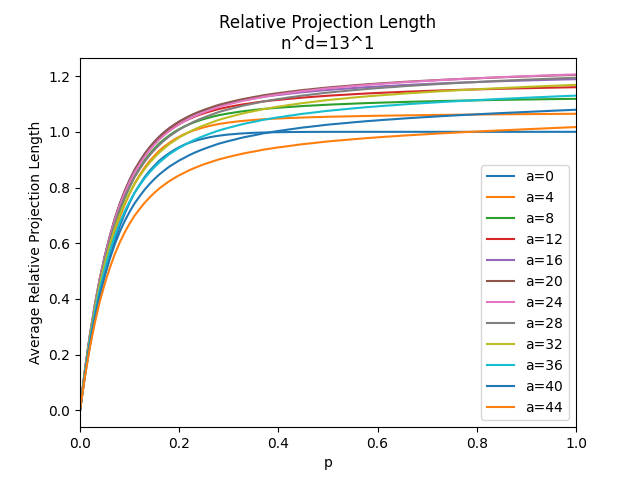 Relative Projection Length
n^d=13^1
Average Relative Projection Length
1.2
1.0
0.8
0.6
0.4
0.2
0.0
0.0
0.2
0.4
0.6
0.8
1.0
p
a=0
a=4
a=8
a=12
a=16
a=20
a=24
a=28
a=32
a=36
a=40
a=44